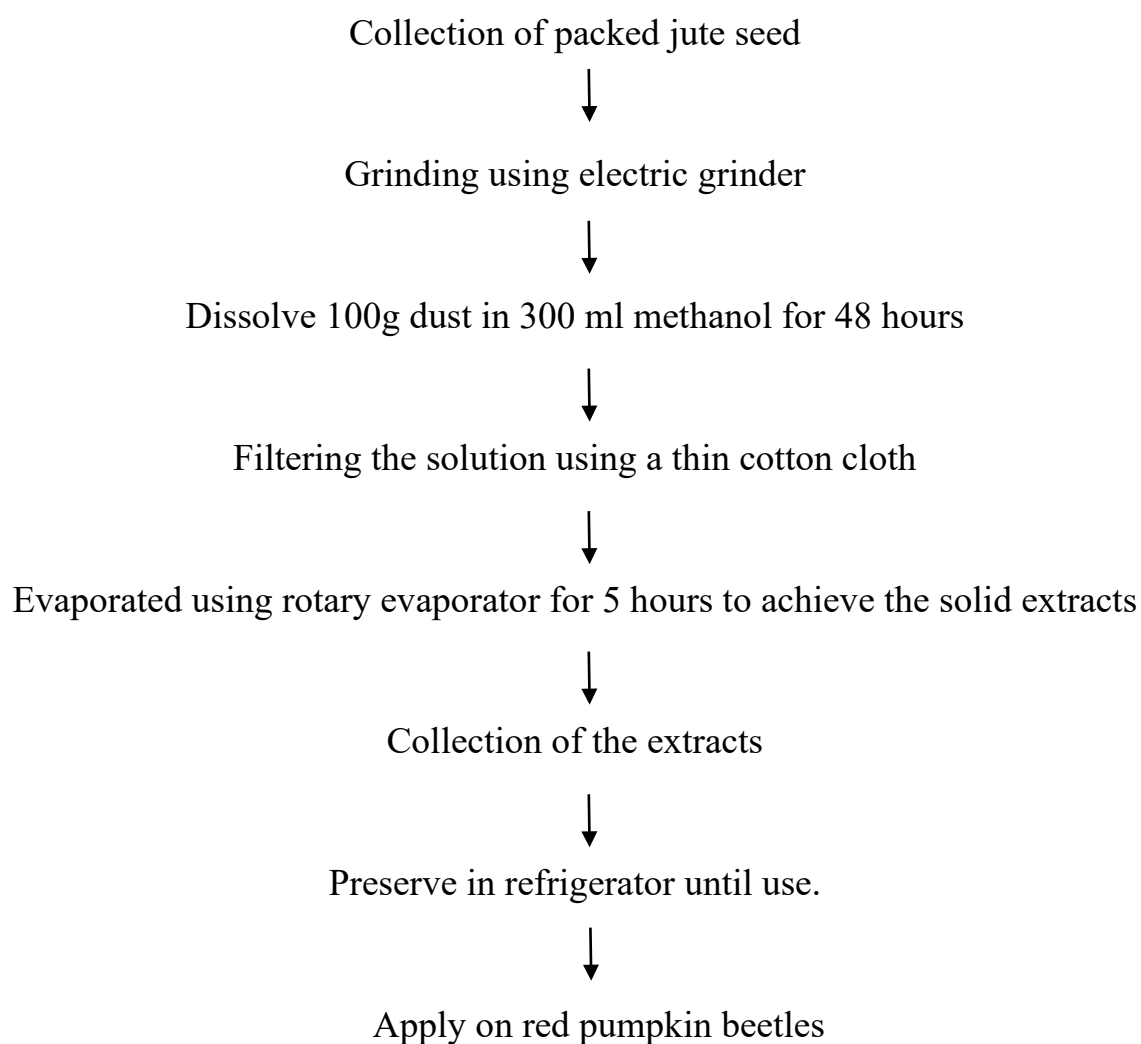 Collection of packed jute seed
Grinding using electric grinder
Dissolve 100g dust in 300 ml methanol for 48 hours
Filtering the solution using a thin cotton cloth
Evaporated using rotary evaporator for 5 hours to achieve the solid extracts
Collection of the extracts
Preserve in refrigerator until use.
Apply on red pumpkin beetles